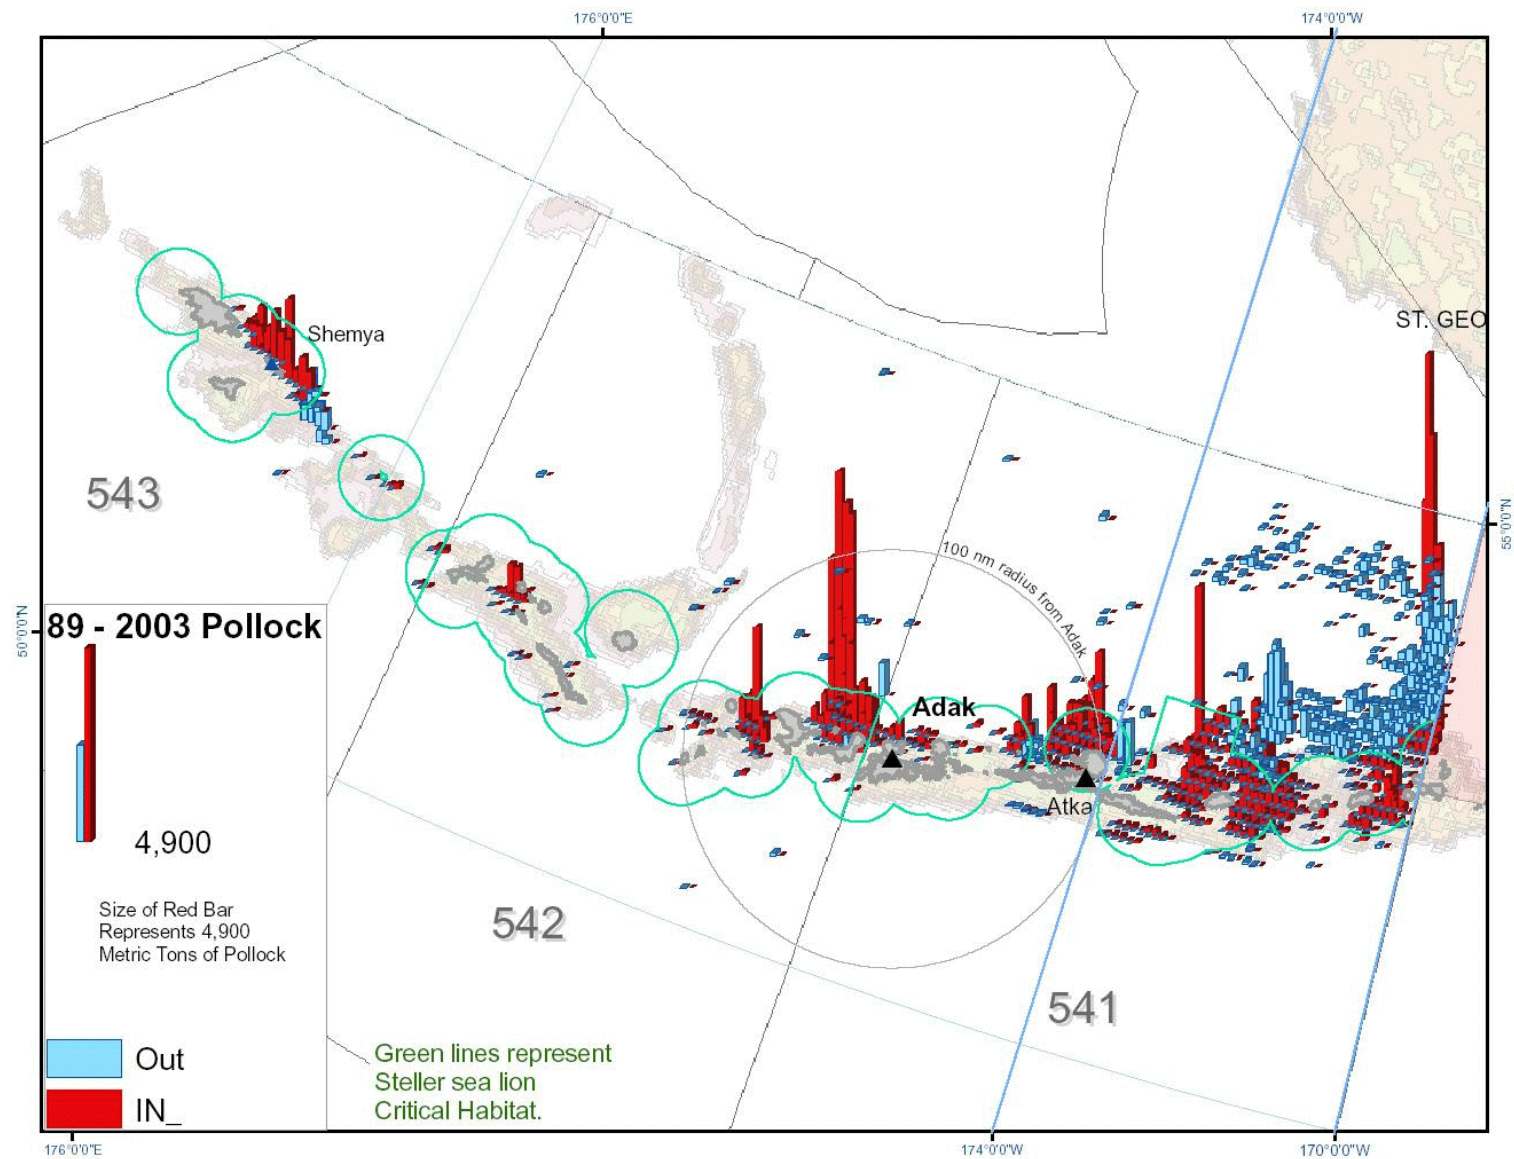 176°0'0"E
174°0'0"W
Shemya
ST. GEO
543
55°0'0"N
100 nm radius from Adak
50°0'0"N
89 - 2003 Pollock
Adak
Atka
4,900
Size of Red Bar
Represents 4,900
Metric Tons of Pollock
542
541
Out
IN_
Green lines represent
Steller sea lion
Critical Habitat.
176°0'0"E
174°0'0"W
170°0'0"W